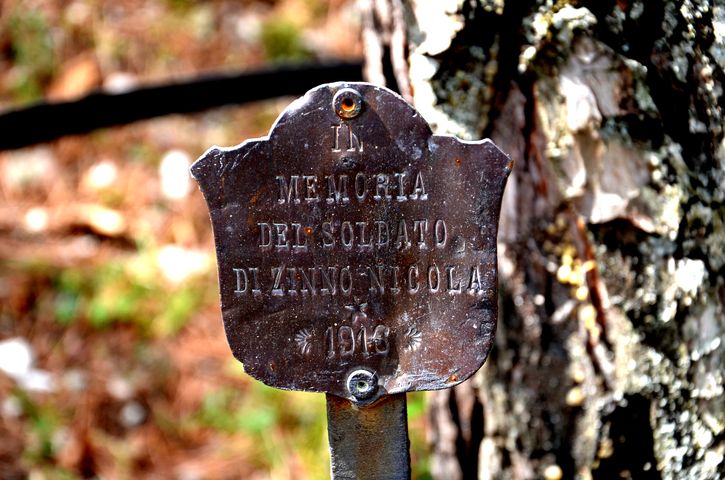 IN
MEMORIA
DEL SOLDATO
DI ZINNO NICOLA
1916